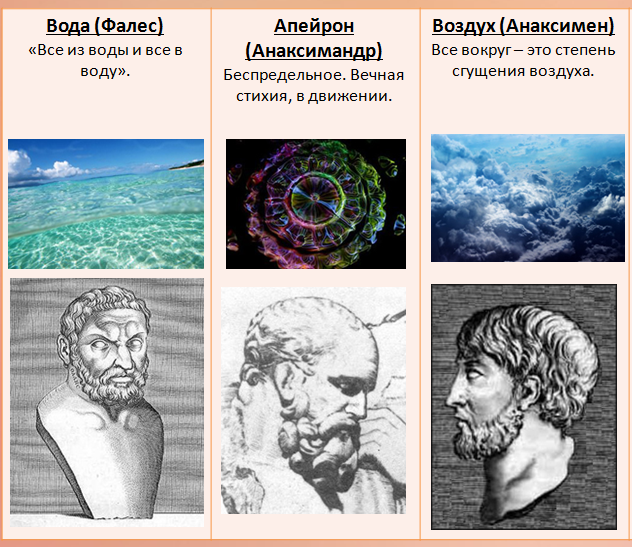 Вода (Фалес)
«Все из воды и все в
воду».
Апейрон
(Анаксимандр)
Беспредельное. Вечная
стихия, в движении.
Воздух (Анаксимен)
Все вокруг – это степень
сгущения воздуха.